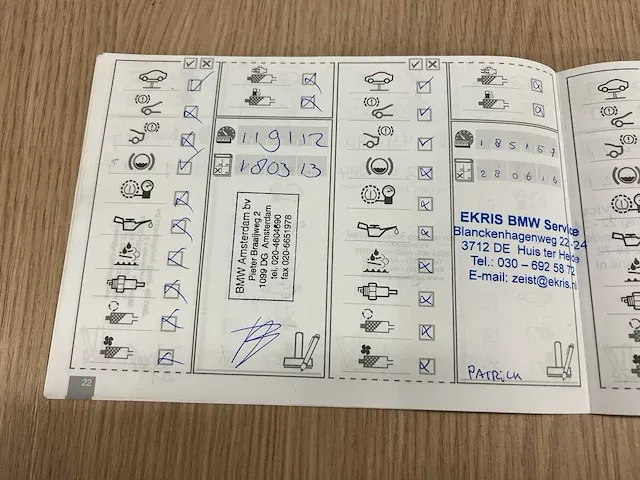 119112
180313
BMW Amsterdam bv
Pieter Braaijweg 2
1099 DG Amsterdam
tel. 020-4604690
fax 020-6651978
22
185157
280616
EKRIS BMW Service
Blanckenhagenweg 22-24
3712 DE Huis ter Heide
Tel.: 030 – 692 58 72
E-mail: zeist@ekris.nl
PATRICK